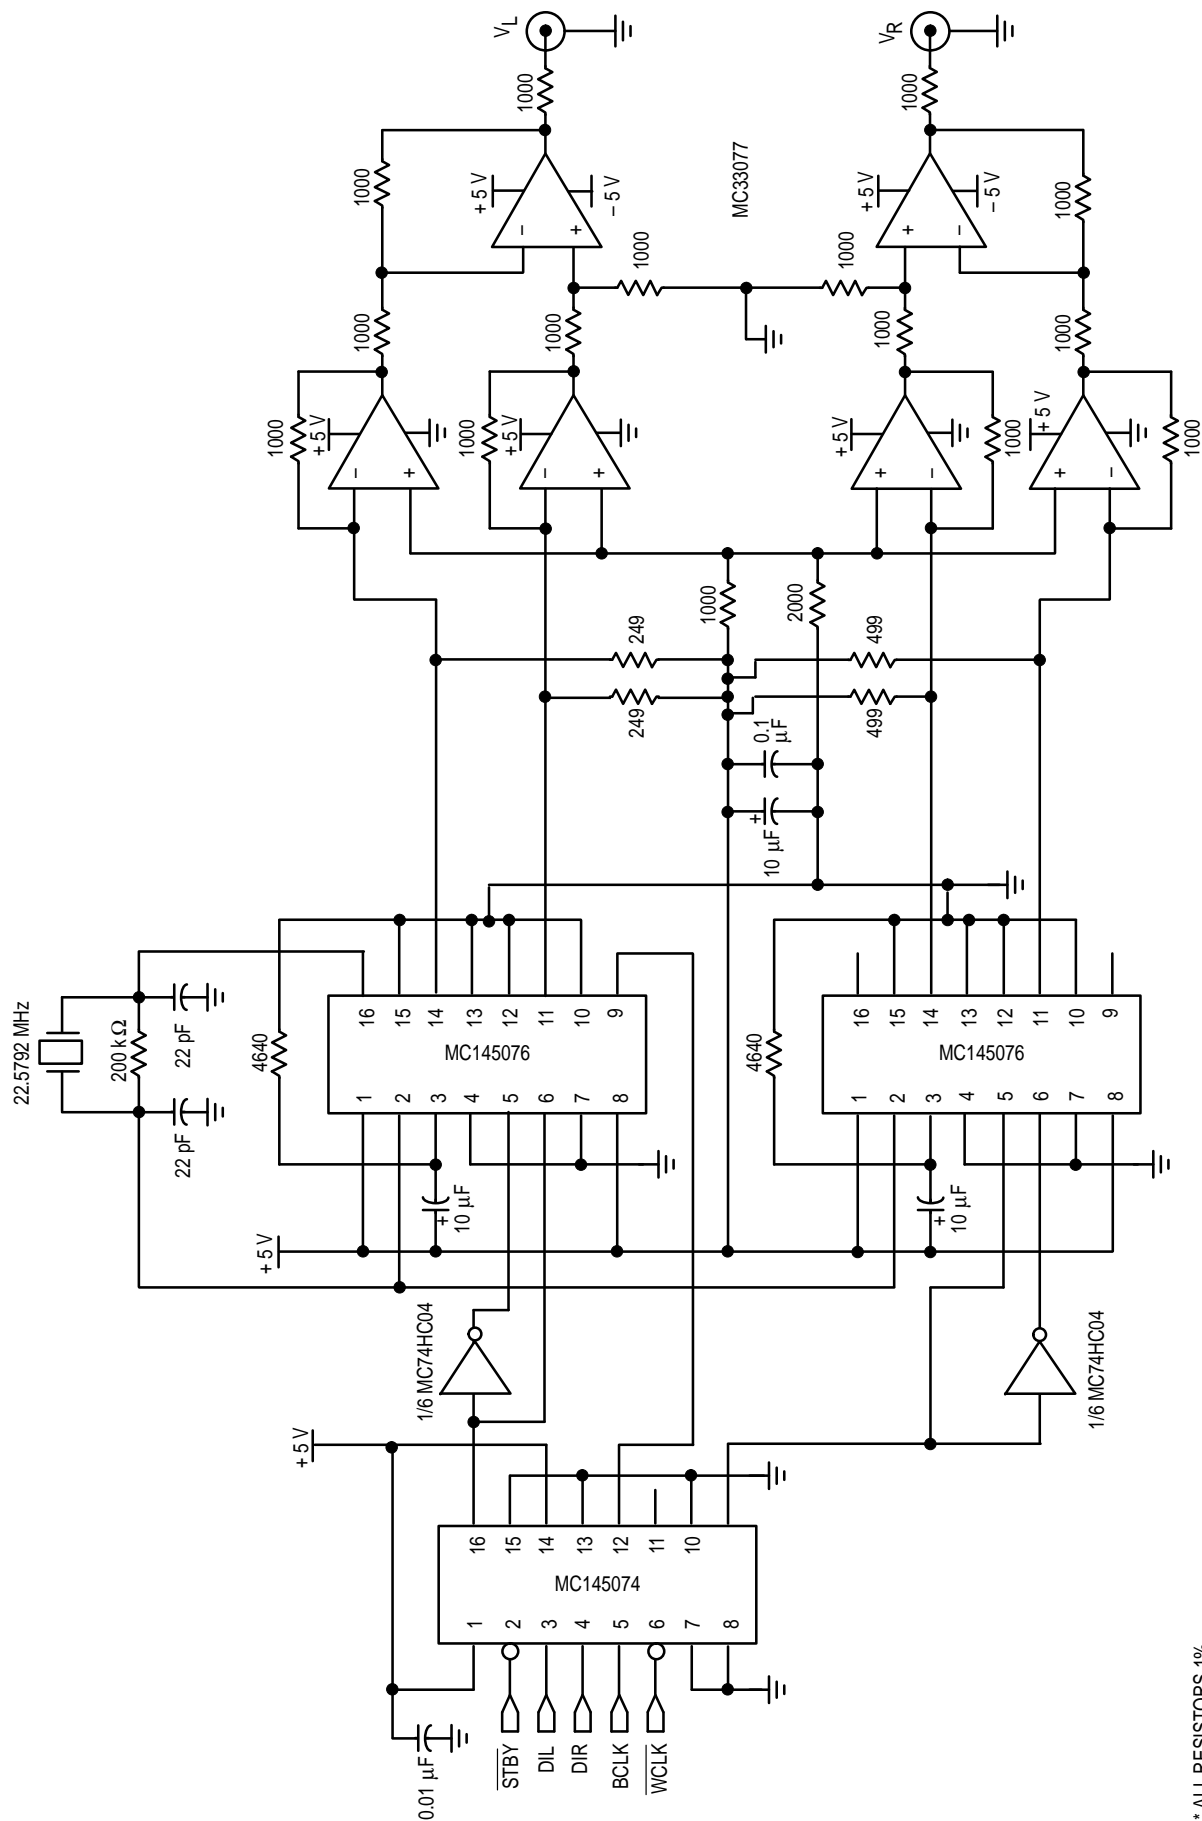 22.5792 MHz
200 kΩ
22 pF
22 pF
0.01 µF
+ 5 V
STBY
DIL
DIR
BCLK
WCLK
1
2
3
4
5
6
7
8
MC145074
16
15
14
13
12
11
10
1/6 MC74HC04
1/6 MC74HC04
+ 5 V
4640
10 µF
+
1
2
3
4
5
6
7
8
MC145076
16
15
14
13
12
11
10
9
4640
10 µF
+
1
2
3
4
5
6
7
8
MC145076
16
15
14
13
12
11
10
9
10 µF
+
0.1
µF
249
249
499
499
1000
2000
1000
+ 5 V
–
+
1000
+ 5 V
–
+
+ 5 V
+
–
1000
+ 5 V
+
–
1000
1000
1000
1000
1000
1000
1000
1000
+ 5 V
– 5 V
–
+
1000
VL
MC33077
+ 5 V
– 5 V
+
–
1000
1000
VR
* ALL RESISTORS 1%